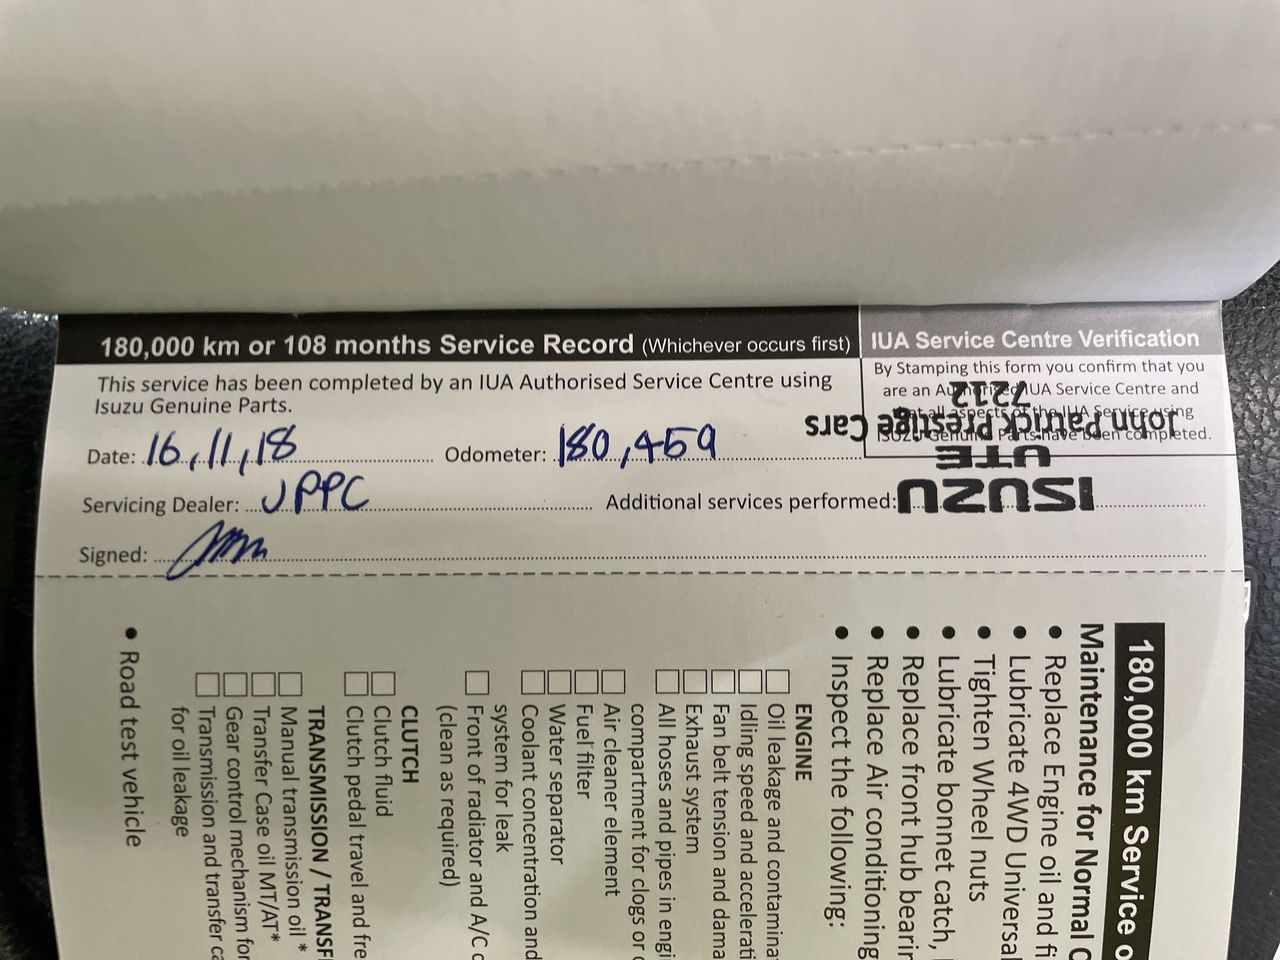 180,000 km or 108 months Service Record (Whichever occurs first)
This service has been completed by an IUA Authorised Service Centre using
Isuzu Genuine Parts.
Date: 16,11,18 Odometer: 180,459
Servicing Dealer: JPPC Additional services performed:
Signed:
IUA Service Centre Verification
By Stamping this form you confirm that you
are an Authorised IUA Service Centre and
that all aspects of the IUA Service using
ISUZU Genuine Parts have been completed.
ISUZU
UTE
John Patrick Prestige Cars
7212
180,000 km Service o
Maintenance for Normal C
• Replace Engine oil and fi
• Lubricate 4WD Universal
• Tighten Wheel nuts
• Lubricate bonnet catch,
• Replace front hub bearin
• Replace Air conditioning
• Inspect the following:
ENGINE
Oil leakage and contaminat
Idling speed and accelerati
Fan belt tension and dama
Exhaust system
All hoses and pipes in engi
compartment for clogs or
Air cleaner element
Fuel filter
Water separator
Coolant concentration and
system for leak
Front of radiator and A/C c
(clean as required)
CLUTCH
Clutch fluid
Clutch pedal travel and fre
TRANSMISSION / TRANSF
Manual transmission oil *
Transfer Case oil MT/AT*
Gear control mechanism for
Transmission and transfer ca
for oil leakage
• Road test vehicle